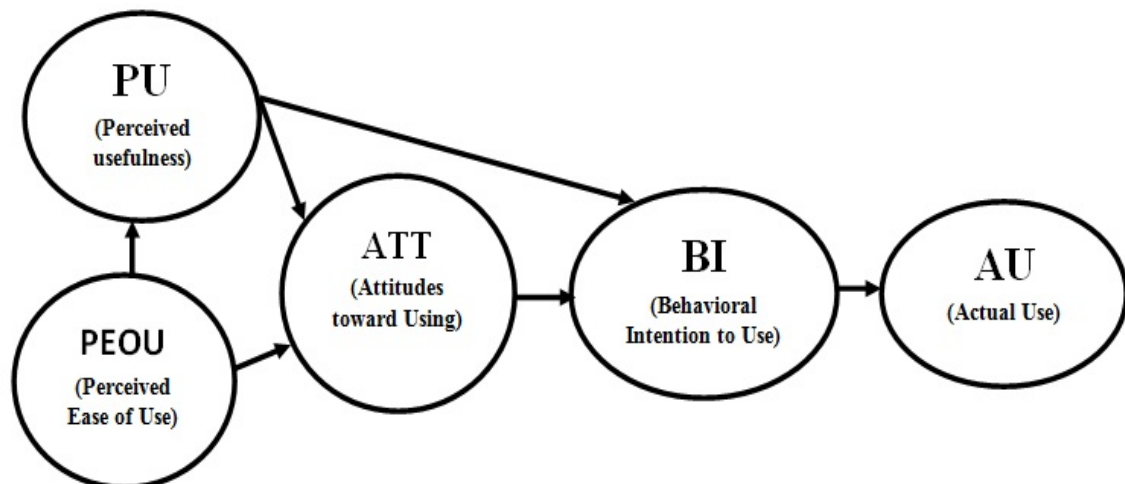 PU
(Perceived
usefulness)
ATT
(Attitudes
toward Using)
BI
(Behavioral
Intention to Use)
AU
(Actual Use)
PEOU
(Perceived
Ease of Use)